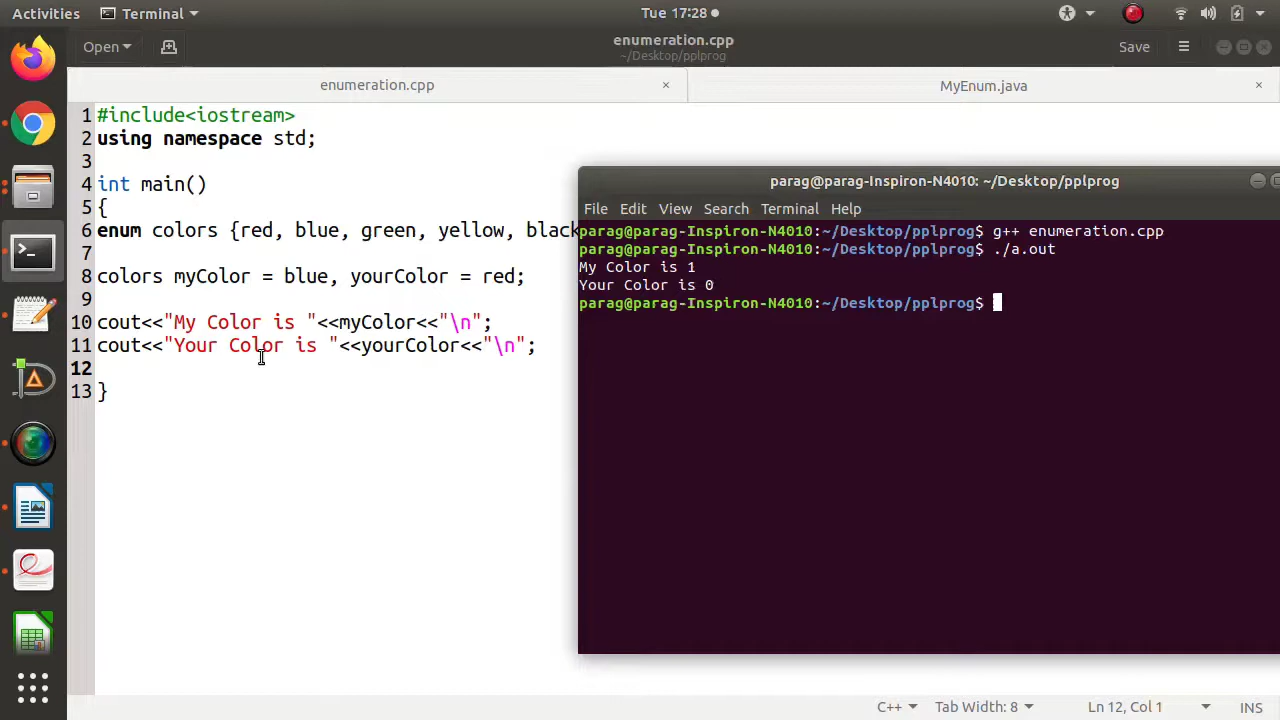 Activities Terminal Tue 17:28
Open enumeration.cpp Save
~/Desktop/pplprog
enumeration.cpp × MyEnum.java ×
1 #include<iostream>
2 using namespace std;
3
4 int main()
5 {
6 enum colors {red, blue, green, yellow, black
7
8 colors myColor = blue, yourColor = red;
9
10 cout<<"My Color is "<<myColor<<"\n";
11 cout<<"Your Color is "<<yourColor<<"\n";
12
13 }
parag@parag-Inspiron-N4010: ~/Desktop/pplprog
File Edit View Search Terminal Help
parag@parag-Inspiron-N4010:~/Desktop/pplprog$ g++ enumeration.cpp
parag@parag-Inspiron-N4010:~/Desktop/pplprog$ ./a.out
My Color is 1
Your Color is 0
parag@parag-Inspiron-N4010:~/Desktop/pplprog$
C++ Tab Width: 8 Ln 12, Col 1 INS